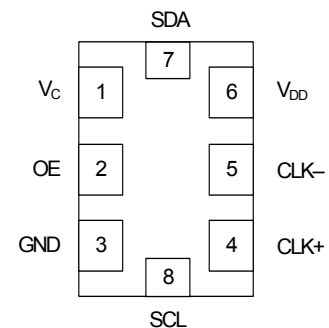 SDA
7
V_C 1 6 V_DD
OE 2 5 CLK–
GND 3 4 CLK+
8
SCL